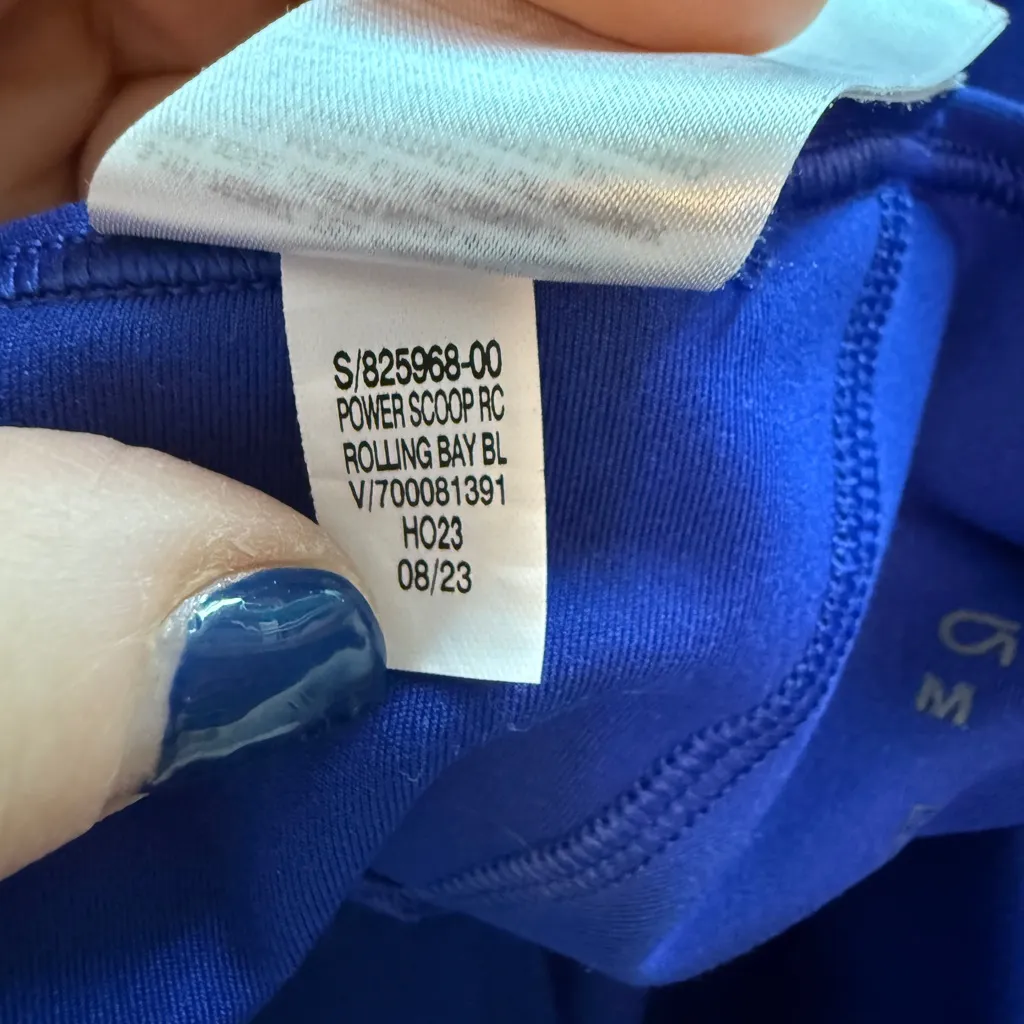 S/825968-00
POWER SCOOP RC
ROLLING BAY BL
V/700081391
HO23
08/23
M